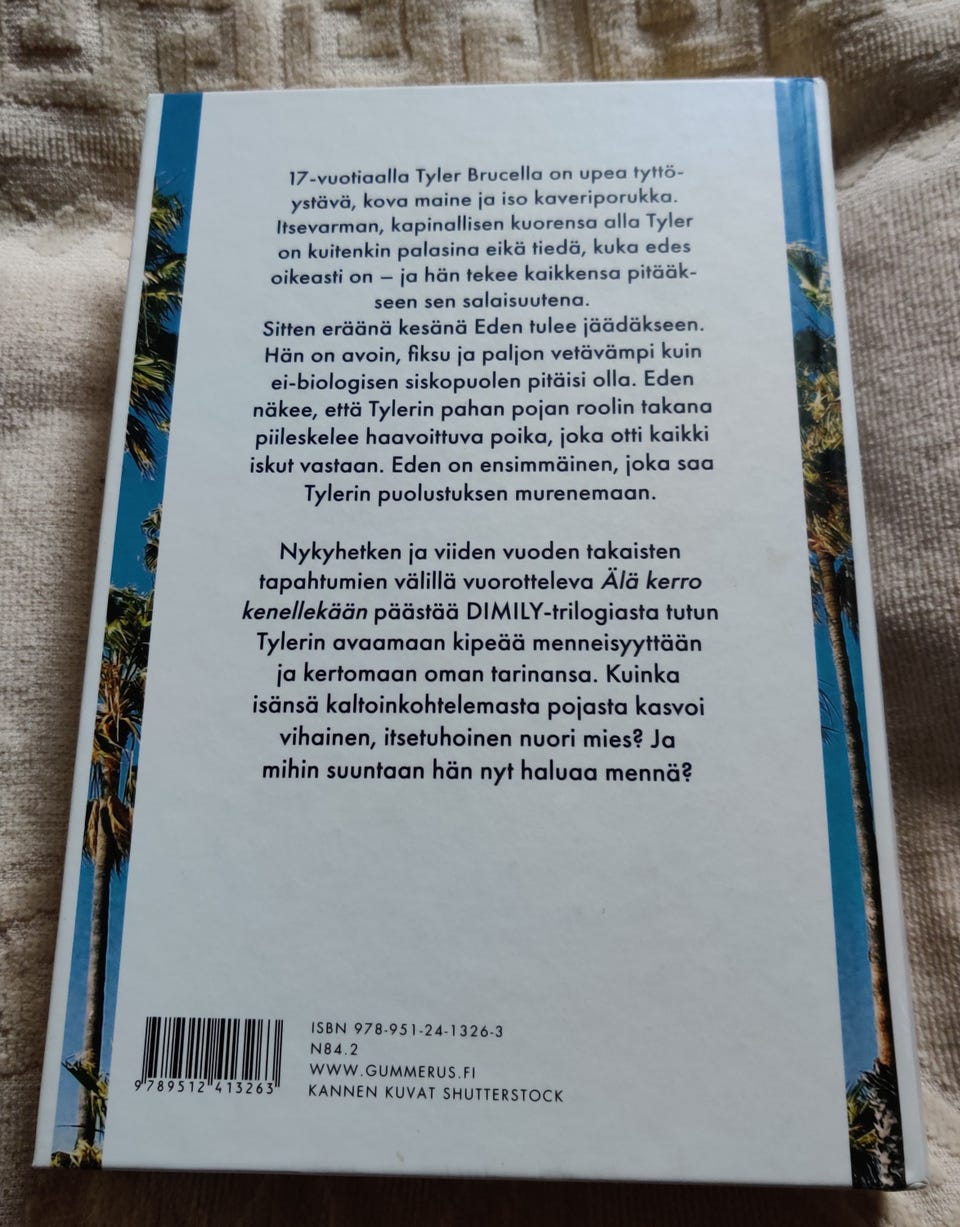 17-vuotiaalla Tyler Brucella on upea tyttö-
ystävä, kova maine ja iso kaveriporukka.
Itsevarman, kapinallisen kuorensa alla Tyler
on kuitenkin palasina eikä tiedä, kuka edes
oikeasti on – ja hän tekee kaikkensa pitääk-
seen sen salaisuutena.
Sitten eräänä kesänä Eden tulee jäädäkseen.
Hän on avoin, fiksu ja paljon vetävämpi kuin
ei-biologisen siskopuolen pitäisi olla. Eden
näkee, että Tylerin pahan pojan roolin takana
piileskelee haavoittuva poika, joka otti kaikki
iskut vastaan. Eden on ensimmäinen, joka saa
Tylerin puolustuksen murenemaan.
Nykyhetken ja viiden vuoden takaisten
tapahtumien välillä vuorotteleva Älä kerro
kenellekään päästää DIMILY-trilogiasta tutun
Tylerin avaamaan kipeää menneisyyttään
ja kertomaan oman tarinansa. Kuinka
isänsä kaltoinkohtelemasta pojasta kasvoi
vihainen, itsetuhoinen nuori mies? Ja
mihin suuntaan hän nyt haluaa mennä?
ISBN 978-951-24-1326-3
N84.2
WWW.GUMMERUS.FI
KANNEN KUVAT SHUTTERSTOCK
9 789512 413263